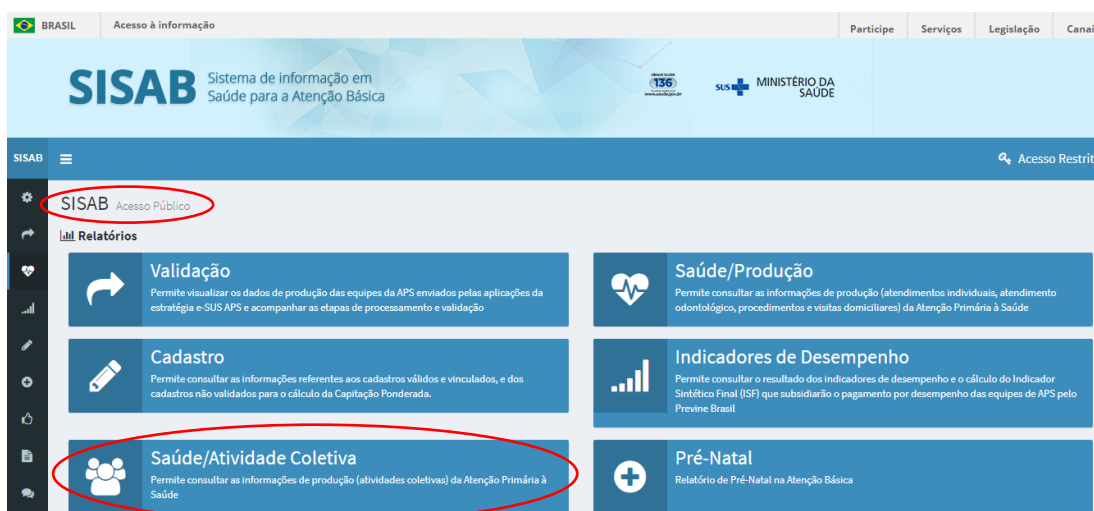 BRASIL Acesso à informação Participe Serviços Legislação Canai
SISAB Sistema de informação em
Saúde para a Atenção Básica
136
SUS MINISTÉRIO DA
SAÚDE
SISAB Acesso Restrit
SISAB Acesso Público
Relatórios
Validação
Permite visualizar os dados de produção das equipes da APS enviados pelas aplicações da
estratégia e-SUS APS e acompanhar as etapas de processamento e validação
Saúde/Produção
Permite consultar as informações de produção (atendimentos individuais, atendimento
odontológico, procedimentos e visitas domiciliares) da Atenção Primária à Saúde
Cadastro
Permite consultar as informações referentes aos cadastros válidos e vinculados, e dos
cadastros não validados para o cálculo da Capitação Ponderada.
Indicadores de Desempenho
Permite consultar o resultado dos indicadores de desempenho e o cálculo do Indicador
Sintético Final (ISF) que subsidiarão o pagamento por desempenho das equipes de APS pelo
Previne Brasil
Saúde/Atividade Coletiva
Permite consultar as informações de produção (atividades coletivas) da Atenção Primária à
Saúde
Pré-Natal
Relatório de Pré-Natal na Atenção Básica